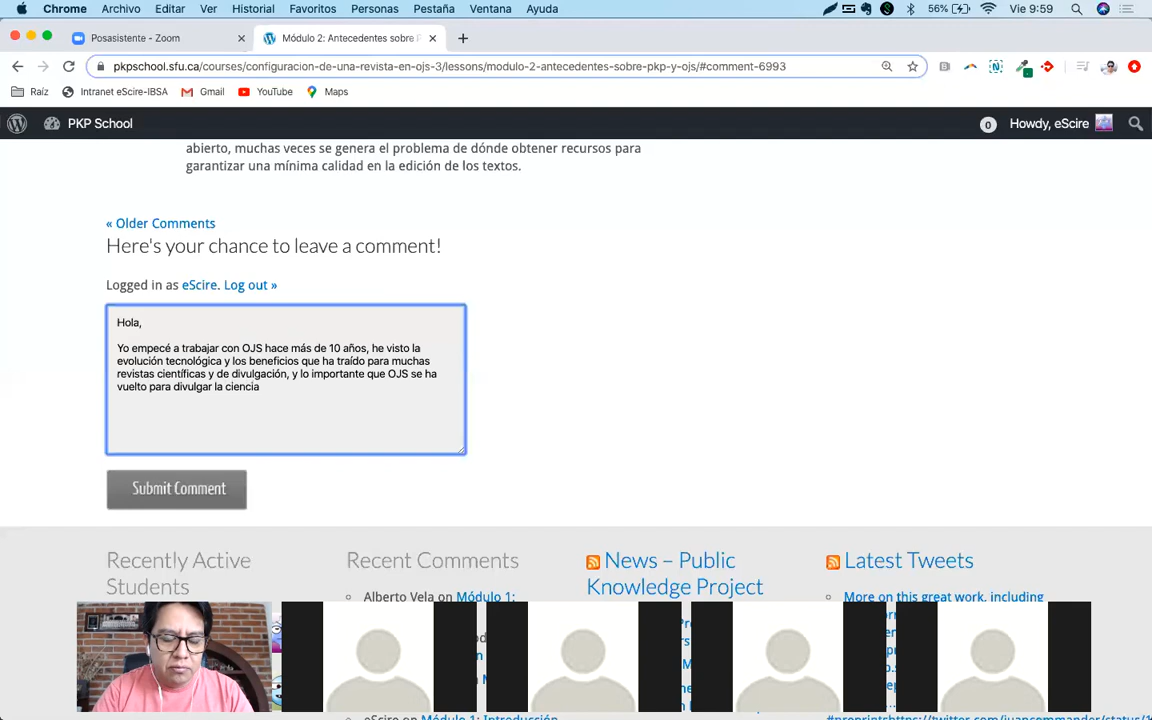 Chrome Archivo Editar Ver Historial Favoritos Personas Pestaña Ventana Ayuda 56% Vie 9:59
Posasistente - Zoom
Módulo 2: Antecedentes sobre
pkpschool.sfu.ca/courses/configuracion-de-una-revista-en-ojs-3/lessons/modulo-2-antecedentes-sobre-pkp-y-ojs/#comment-6993
Raíz Intranet eScire-IBSA Gmail YouTube Maps
PKP School 0 Howdy, eScire
abierto, muchas veces se genera el problema de dónde obtener recursos para
garantizar una mínima calidad en la edición de los textos.
« Older Comments
Here's your chance to leave a comment!
Logged in as eScire. Log out »
Hola,
Yo empecé a trabajar con OJS hace más de 10 años, he visto la
evolución tecnológica y los beneficios que ha traído para muchas
revistas científicas y de divulgación, y lo importante que OJS se ha
vuelto para divulgar la ciencia
Submit Comment
Recently Active
Students
Recent Comments
Alberto Vela on Módulo 1:
eScire on Módulo 1: Introducción
News – Public
Knowledge Project
Latest Tweets
More on this great work, including